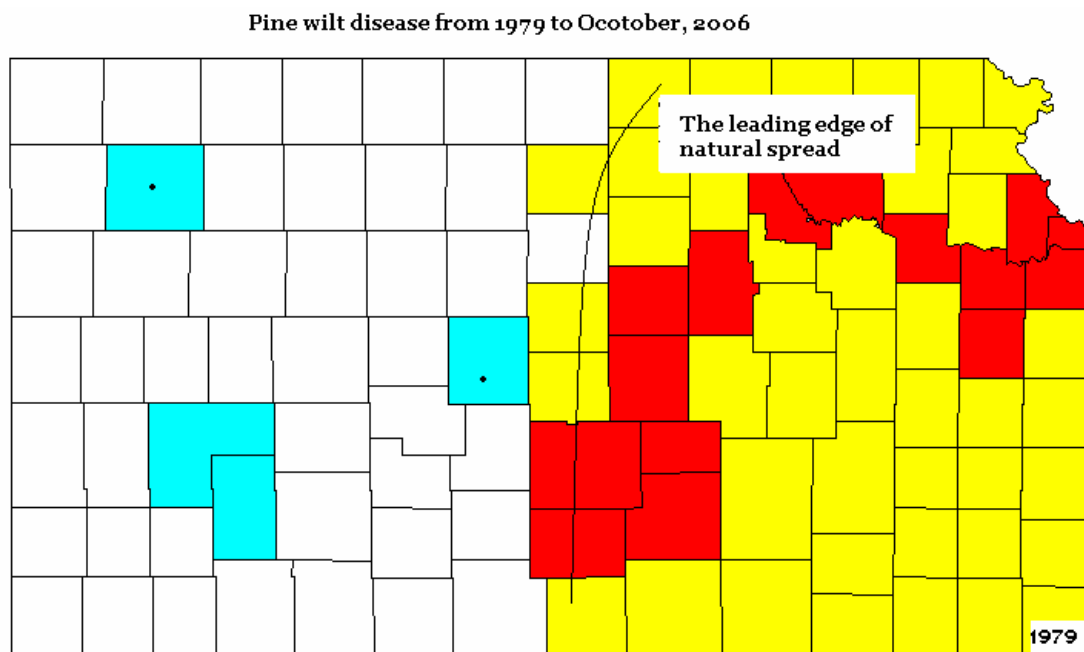 Pine wilt disease from 1979 to Ocotober, 2006
The leading edge of
natural spread
1979